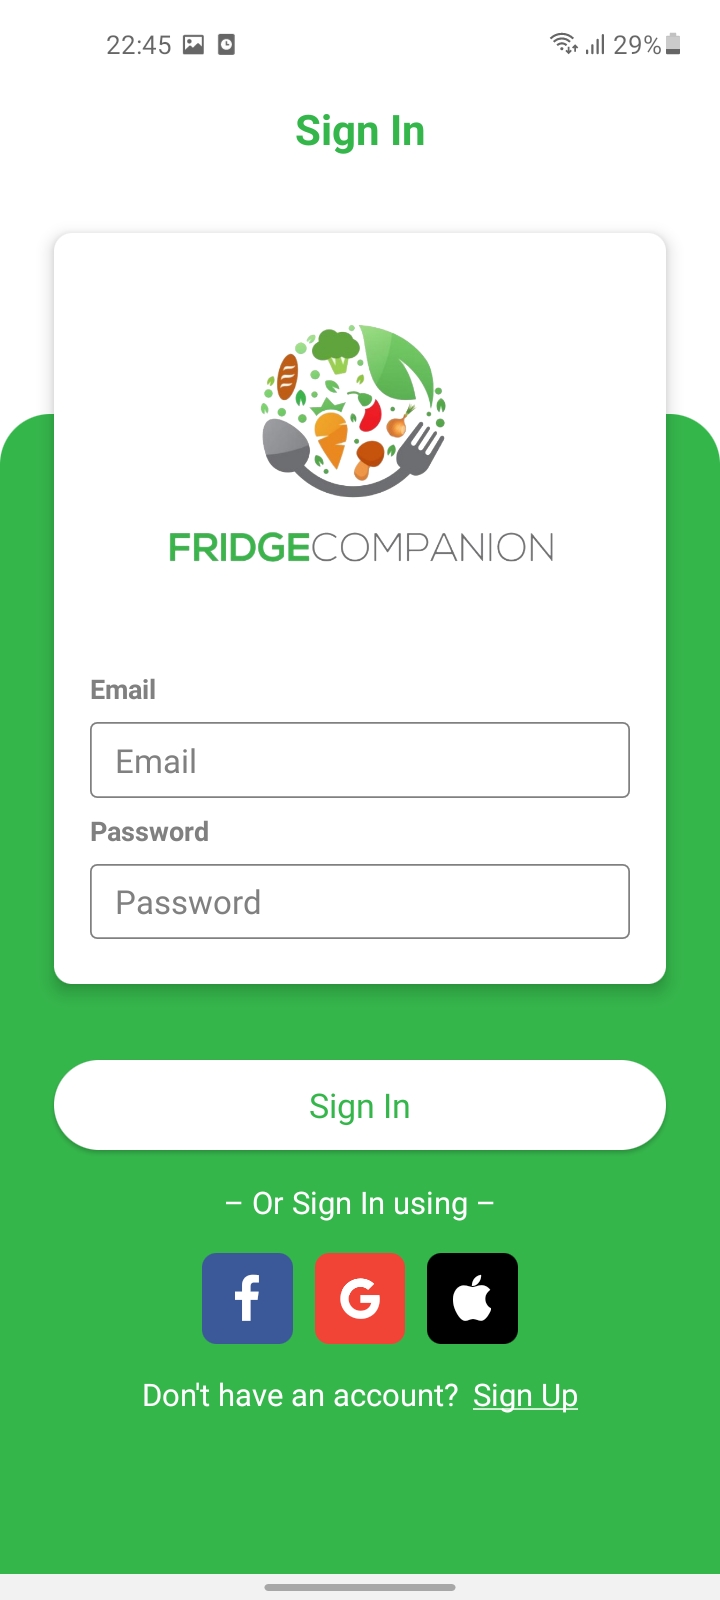 22:45 29%
Sign In
FRIDGECOMPANION
Email
Email
Password
Password
Sign In
– Or Sign In using –
Don't have an account? Sign Up